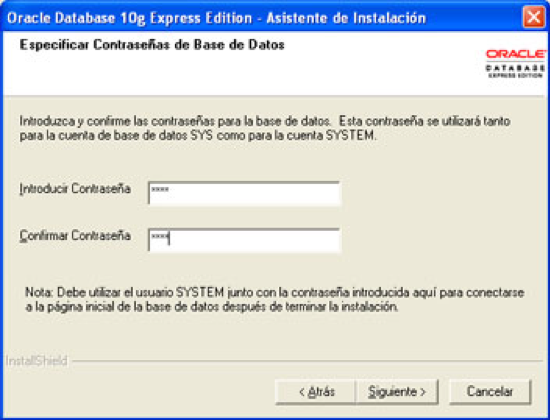 Oracle Database 10g Express Edition - Asistente de Instalación
Especificar Contraseñas de Base de Datos
ORACLE
DATABASE
EXPRESS EDITION
Introduzca y confirme las contraseñas para la base de datos. Esta contraseña se utilizará tanto
para la cuenta de base de datos SYS como para la cuenta SYSTEM.
Introducir Contraseña
××××
Confirmar Contraseña
××××
Nota: Debe utilizar el usuario SYSTEM junto con la contraseña introducida aquí para conectarse
a la página inicial de la base de datos después de terminar la instalación.
InstallShield
< Atrás
Siguiente >
Cancelar